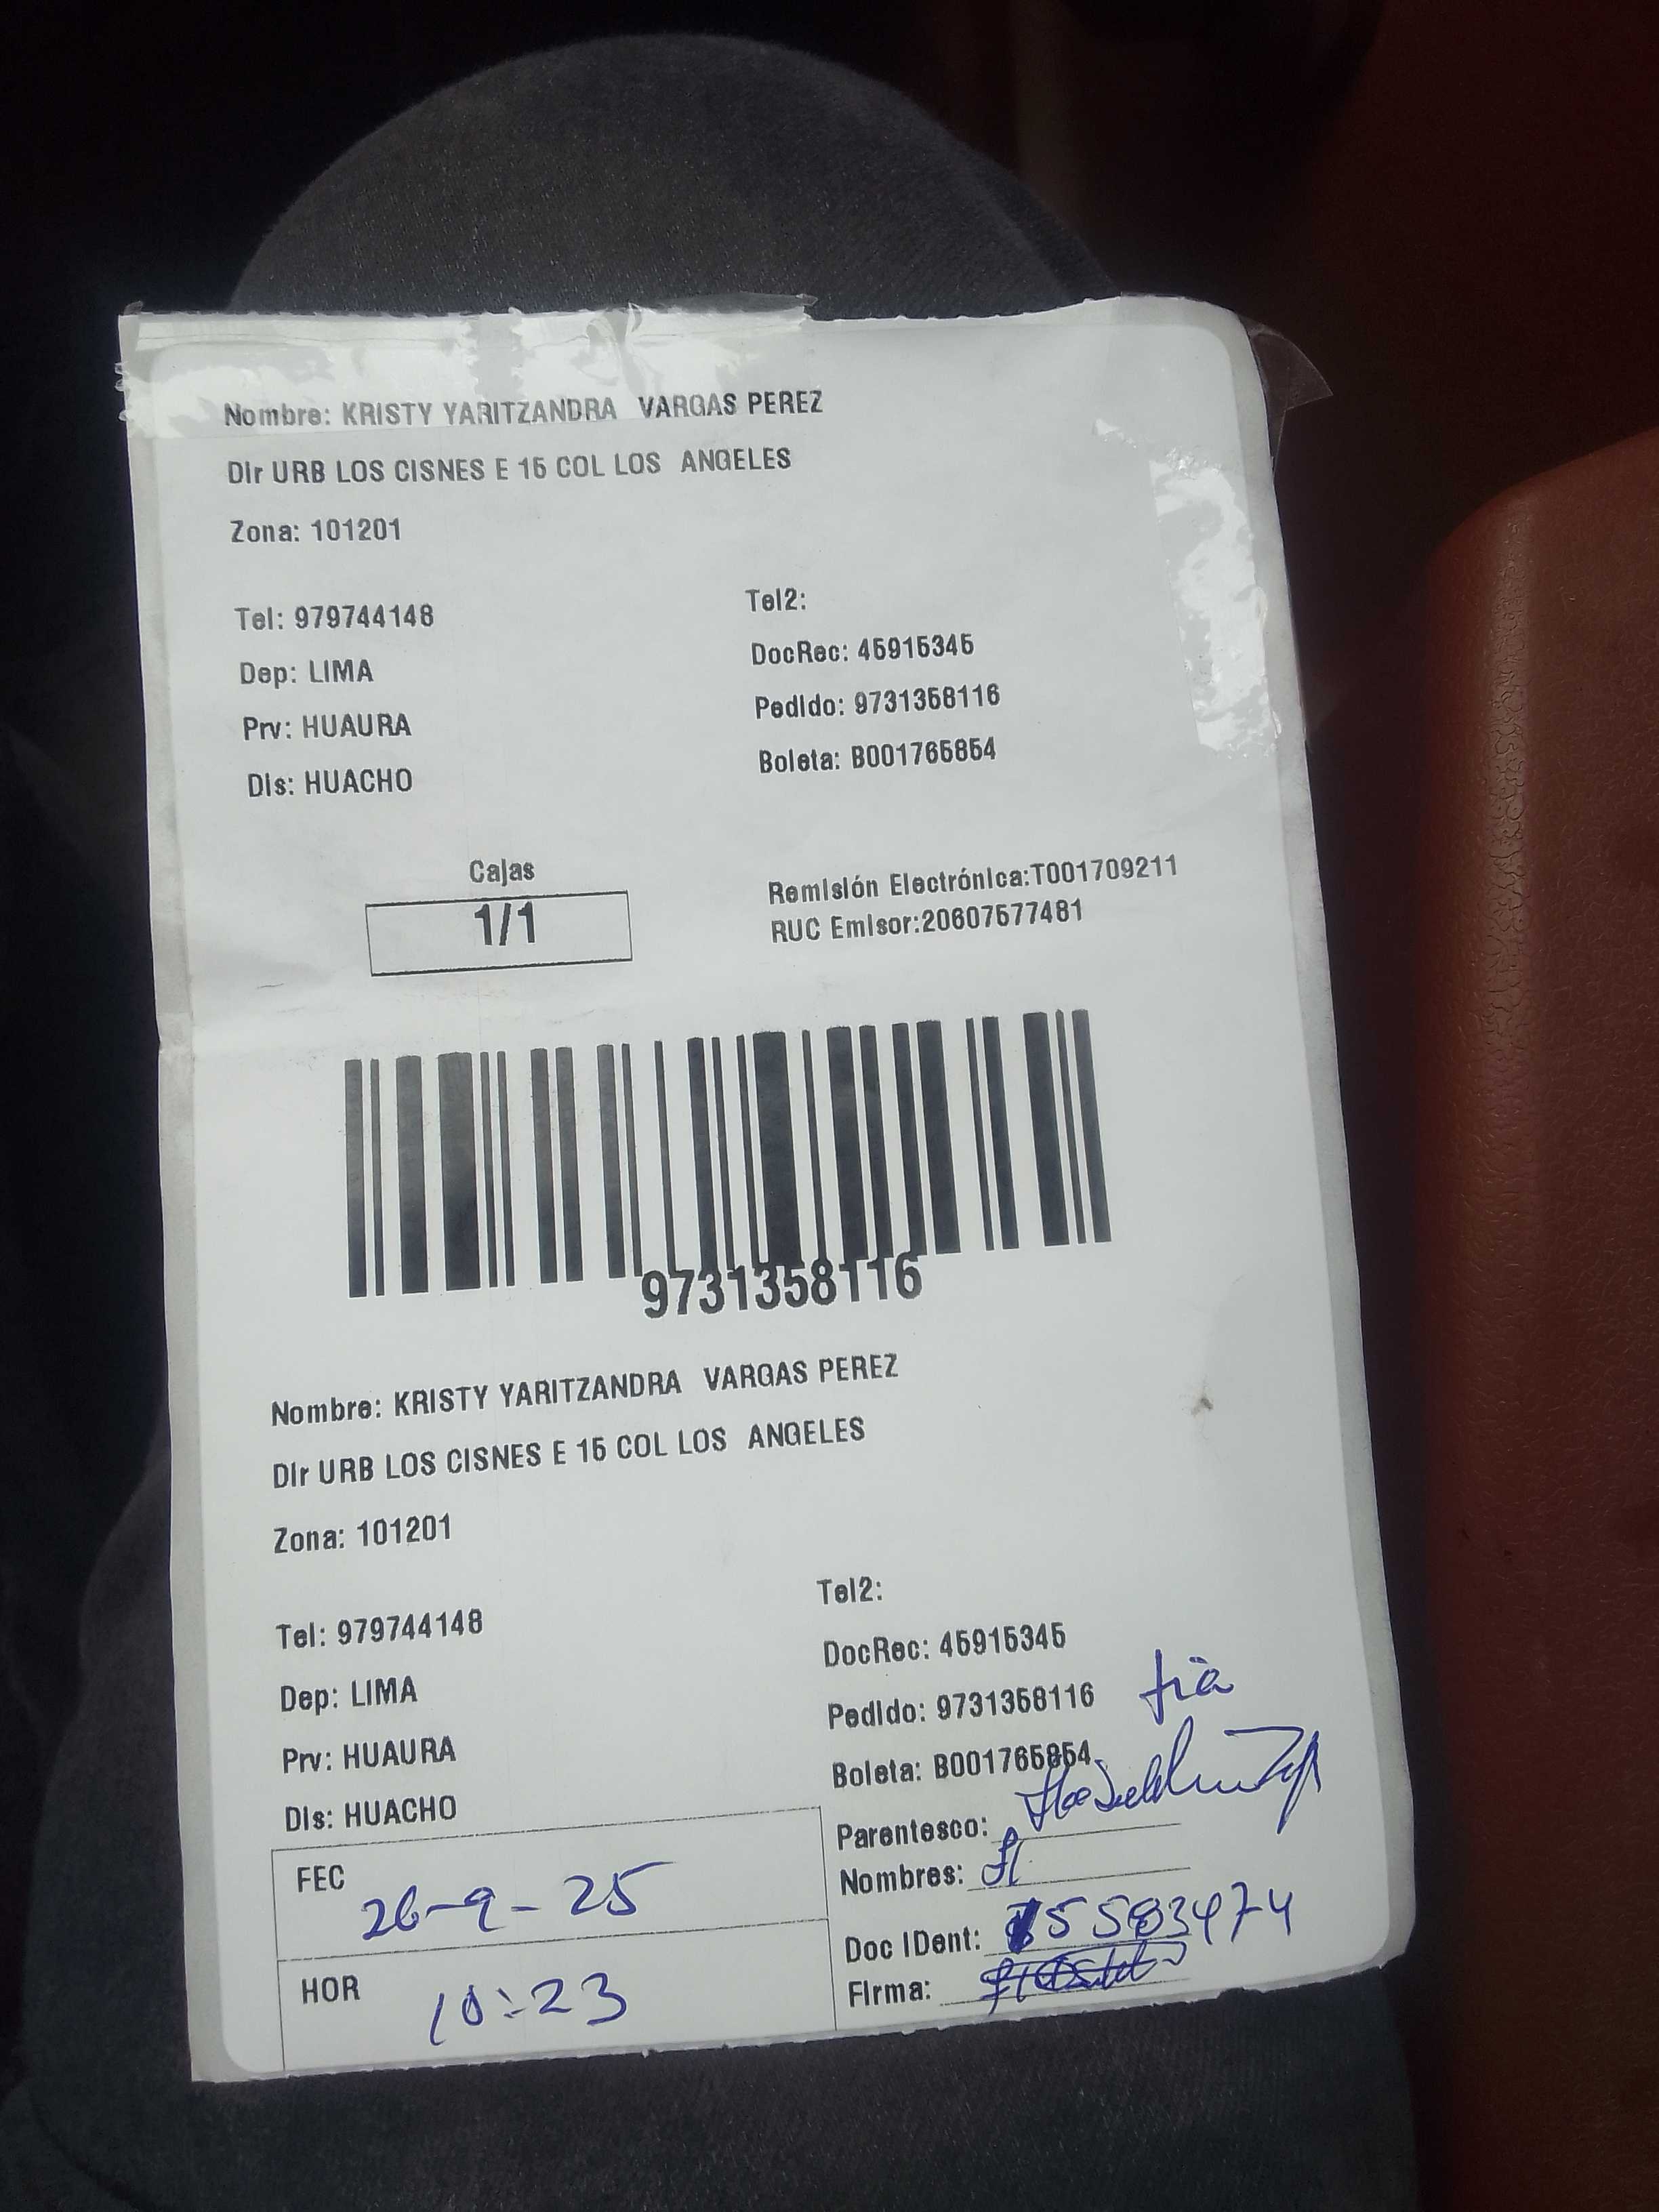 Nombre: KRISTY YARITZANDRA VARGAS PEREZ
Dir URB LOS CISNES E 15 COL LOS ANGELES
Zona: 101201
Tel: 979744148
Tel2:
Dep: LIMA
DocRec: 45915345
Prv: HUAURA
Pedido: 9731358116
Dis: HUACHO
Boleta: B001765854
Cajas
1/1
Remisión Electrónica:T001709211
RUC Emisor:20607577481
9731358116
Nombre: KRISTY YARITZANDRA VARGAS PEREZ
Dir URB LOS CISNES E 15 COL LOS ANGELES
Zona: 101201
Tel: 979744148
Tel2:
Dep: LIMA
DocRec: 45915345
Prv: HUAURA
Pedido: 9731358116
tia
Dis: HUACHO
Boleta: B001765854
Parentesco:
Nombres:
FEC 26-9-25
Doc IDent:
Firma:
HOR 10:23